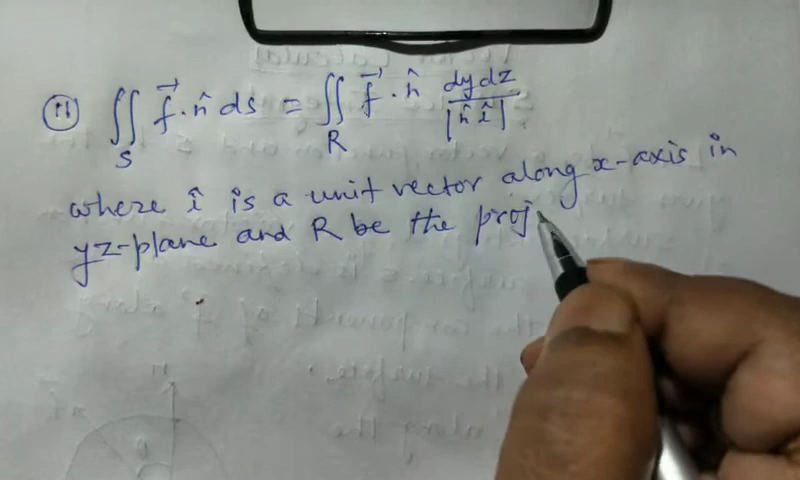 (ii) ∬_S f⃗ · n̂ ds = ∬_R f⃗ · n̂ dydz / |n̂ î|
where î is a unit vector along x-axis in
yz-plane and R be the proj